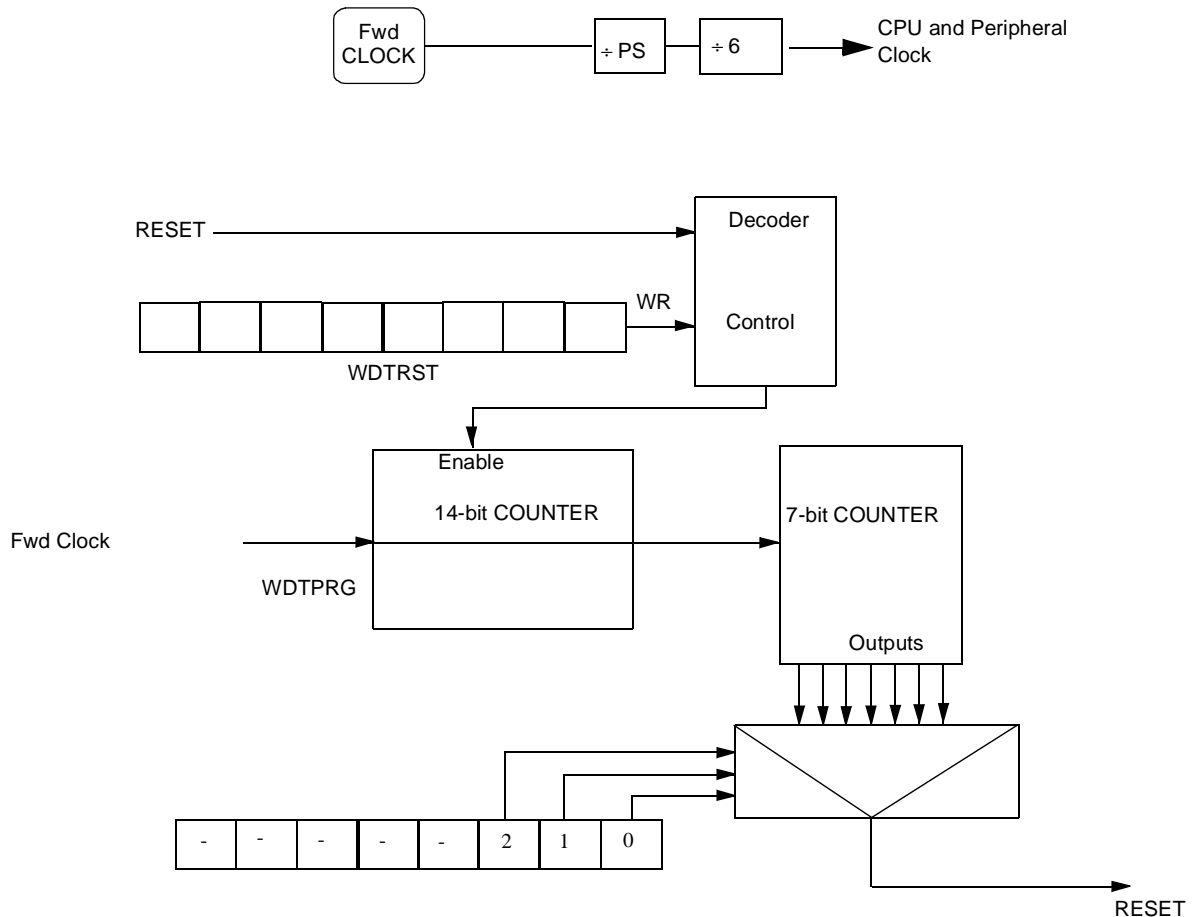 Fwd
CLOCK
÷ PS
÷ 6
CPU and Peripheral
Clock
RESET
Decoder
WR
Control
WDTRST
Enable
14-bit COUNTER
7-bit COUNTER
Fwd Clock
WDTPRG
Outputs
- - - - - 2 1 0
RESET